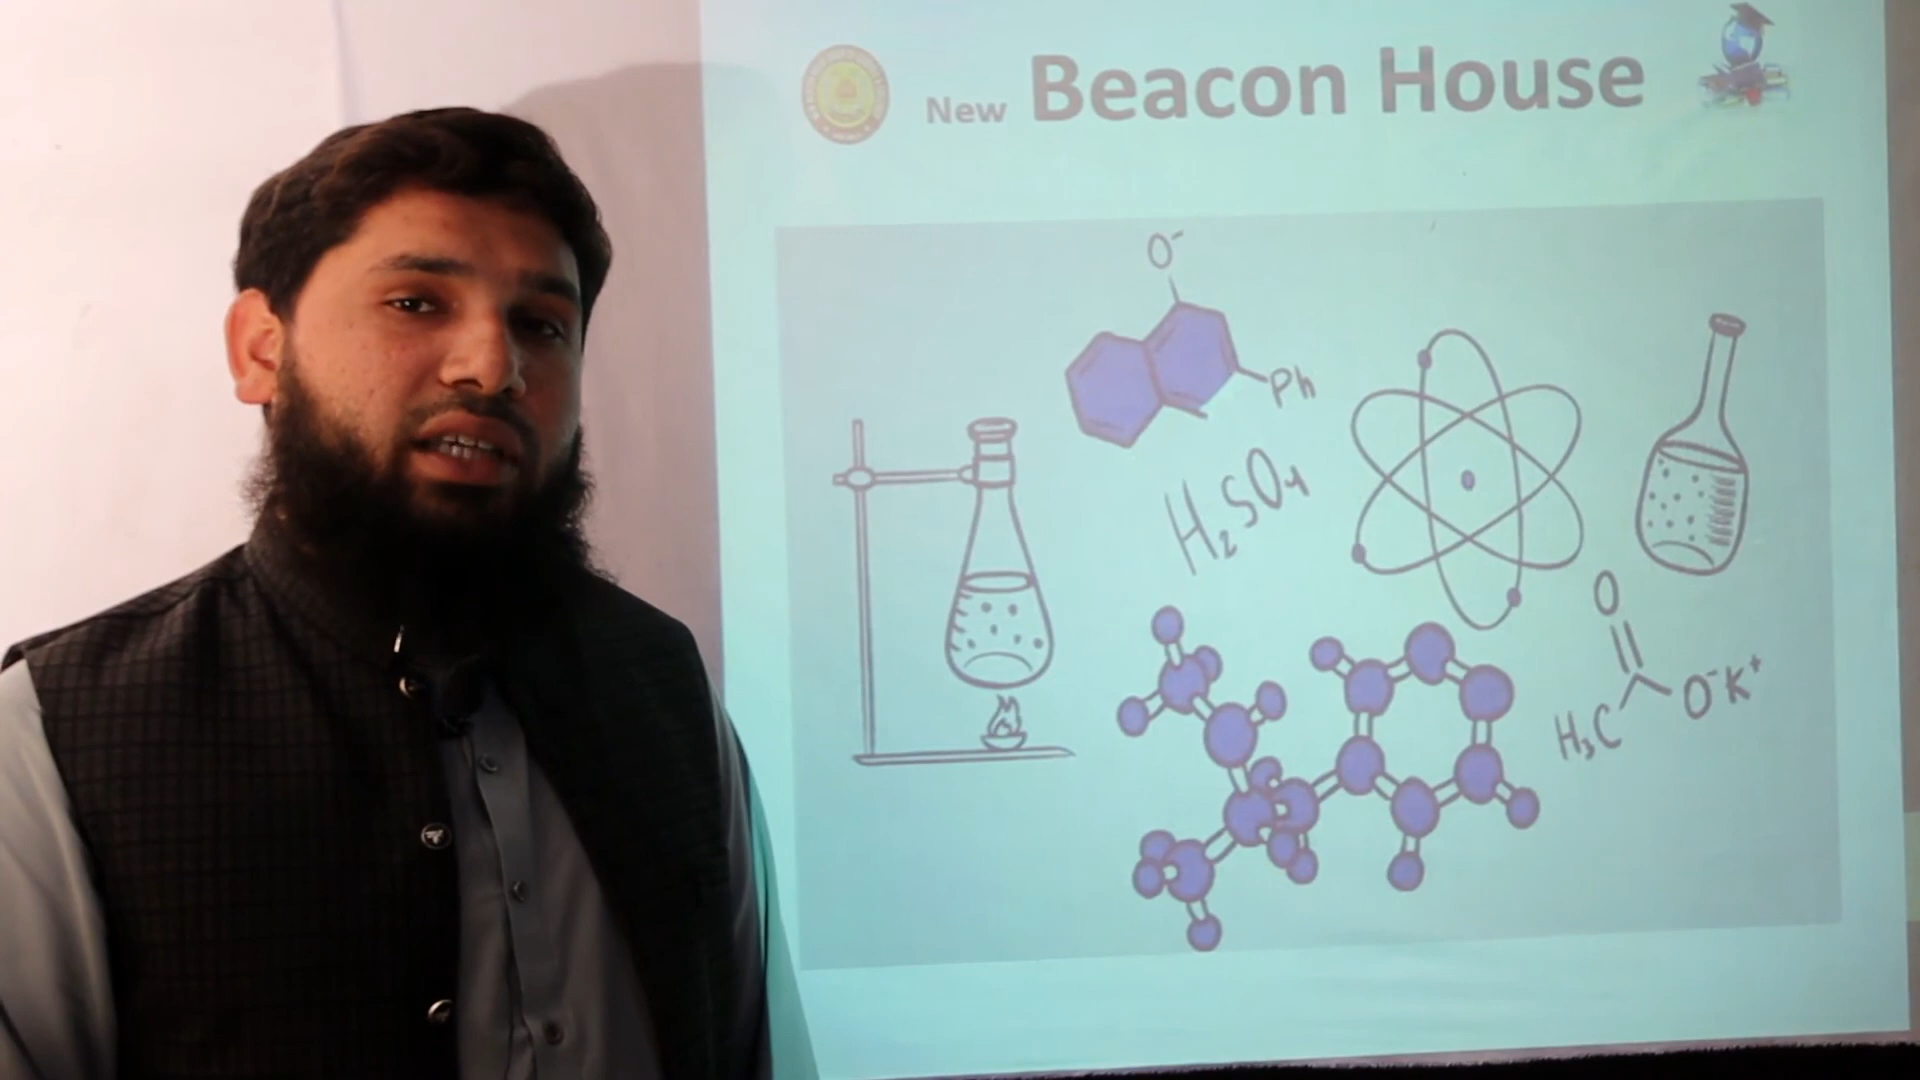 New Beacon House
O⁻
Ph
H₂SO₄
O
H₃C O⁻K⁺